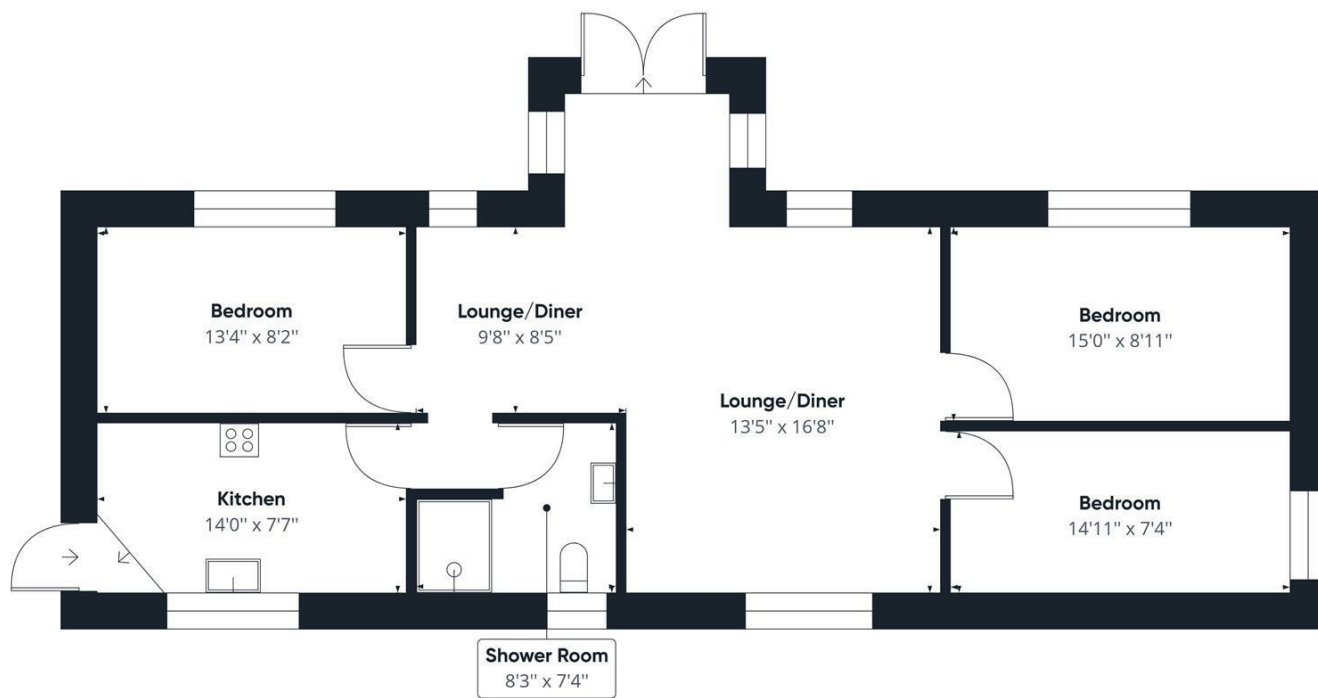 Bedroom
13'4" x 8'2"
Lounge/Diner
9'8" x 8'5"
Bedroom
15'0" x 8'11"
Lounge/Diner
13'5" x 16'8"
Kitchen
14'0" x 7'7"
Bedroom
14'11" x 7'4"
Shower Room
8'3" x 7'4"